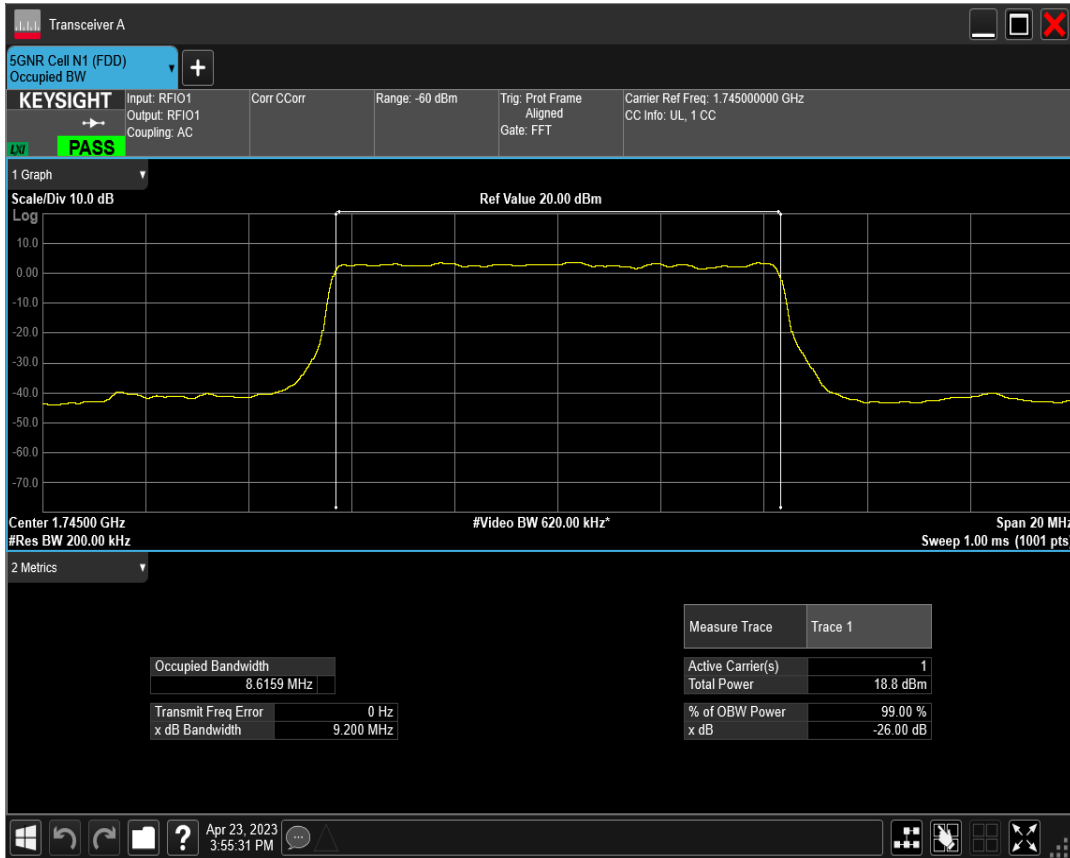 Transceiver A
5GNR Cell N1 (FDD)
Occupied BW
+
KEYSIGHT
LXI
PASS
Input: RFIO1
Output: RFIO1
Coupling: AC
Corr CCorr
Range: -60 dBm
Trig: Prot Frame
Aligned
Gate: FFT
Carrier Ref Freq: 1.745000000 GHz
CC Info: UL, 1 CC
1 Graph
Scale/Div 10.0 dB
Ref Value 20.00 dBm
Log
10.0
0.00
-10.0
-20.0
-30.0
-40.0
-50.0
-60.0
-70.0
Center 1.74500 GHz
#Video BW 620.00 kHz*
Span 20 MHz
#Res BW 200.00 kHz
Sweep 1.00 ms (1001 pts)
2 Metrics
Measure Trace Trace 1
Occupied Bandwidth
8.6159 MHz
Active Carrier(s) 1
Total Power 18.8 dBm
Transmit Freq Error 0 Hz
x dB Bandwidth 9.200 MHz
% of OBW Power 99.00 %
x dB -26.00 dB
?
Apr 23, 2023
3:55:31 PM